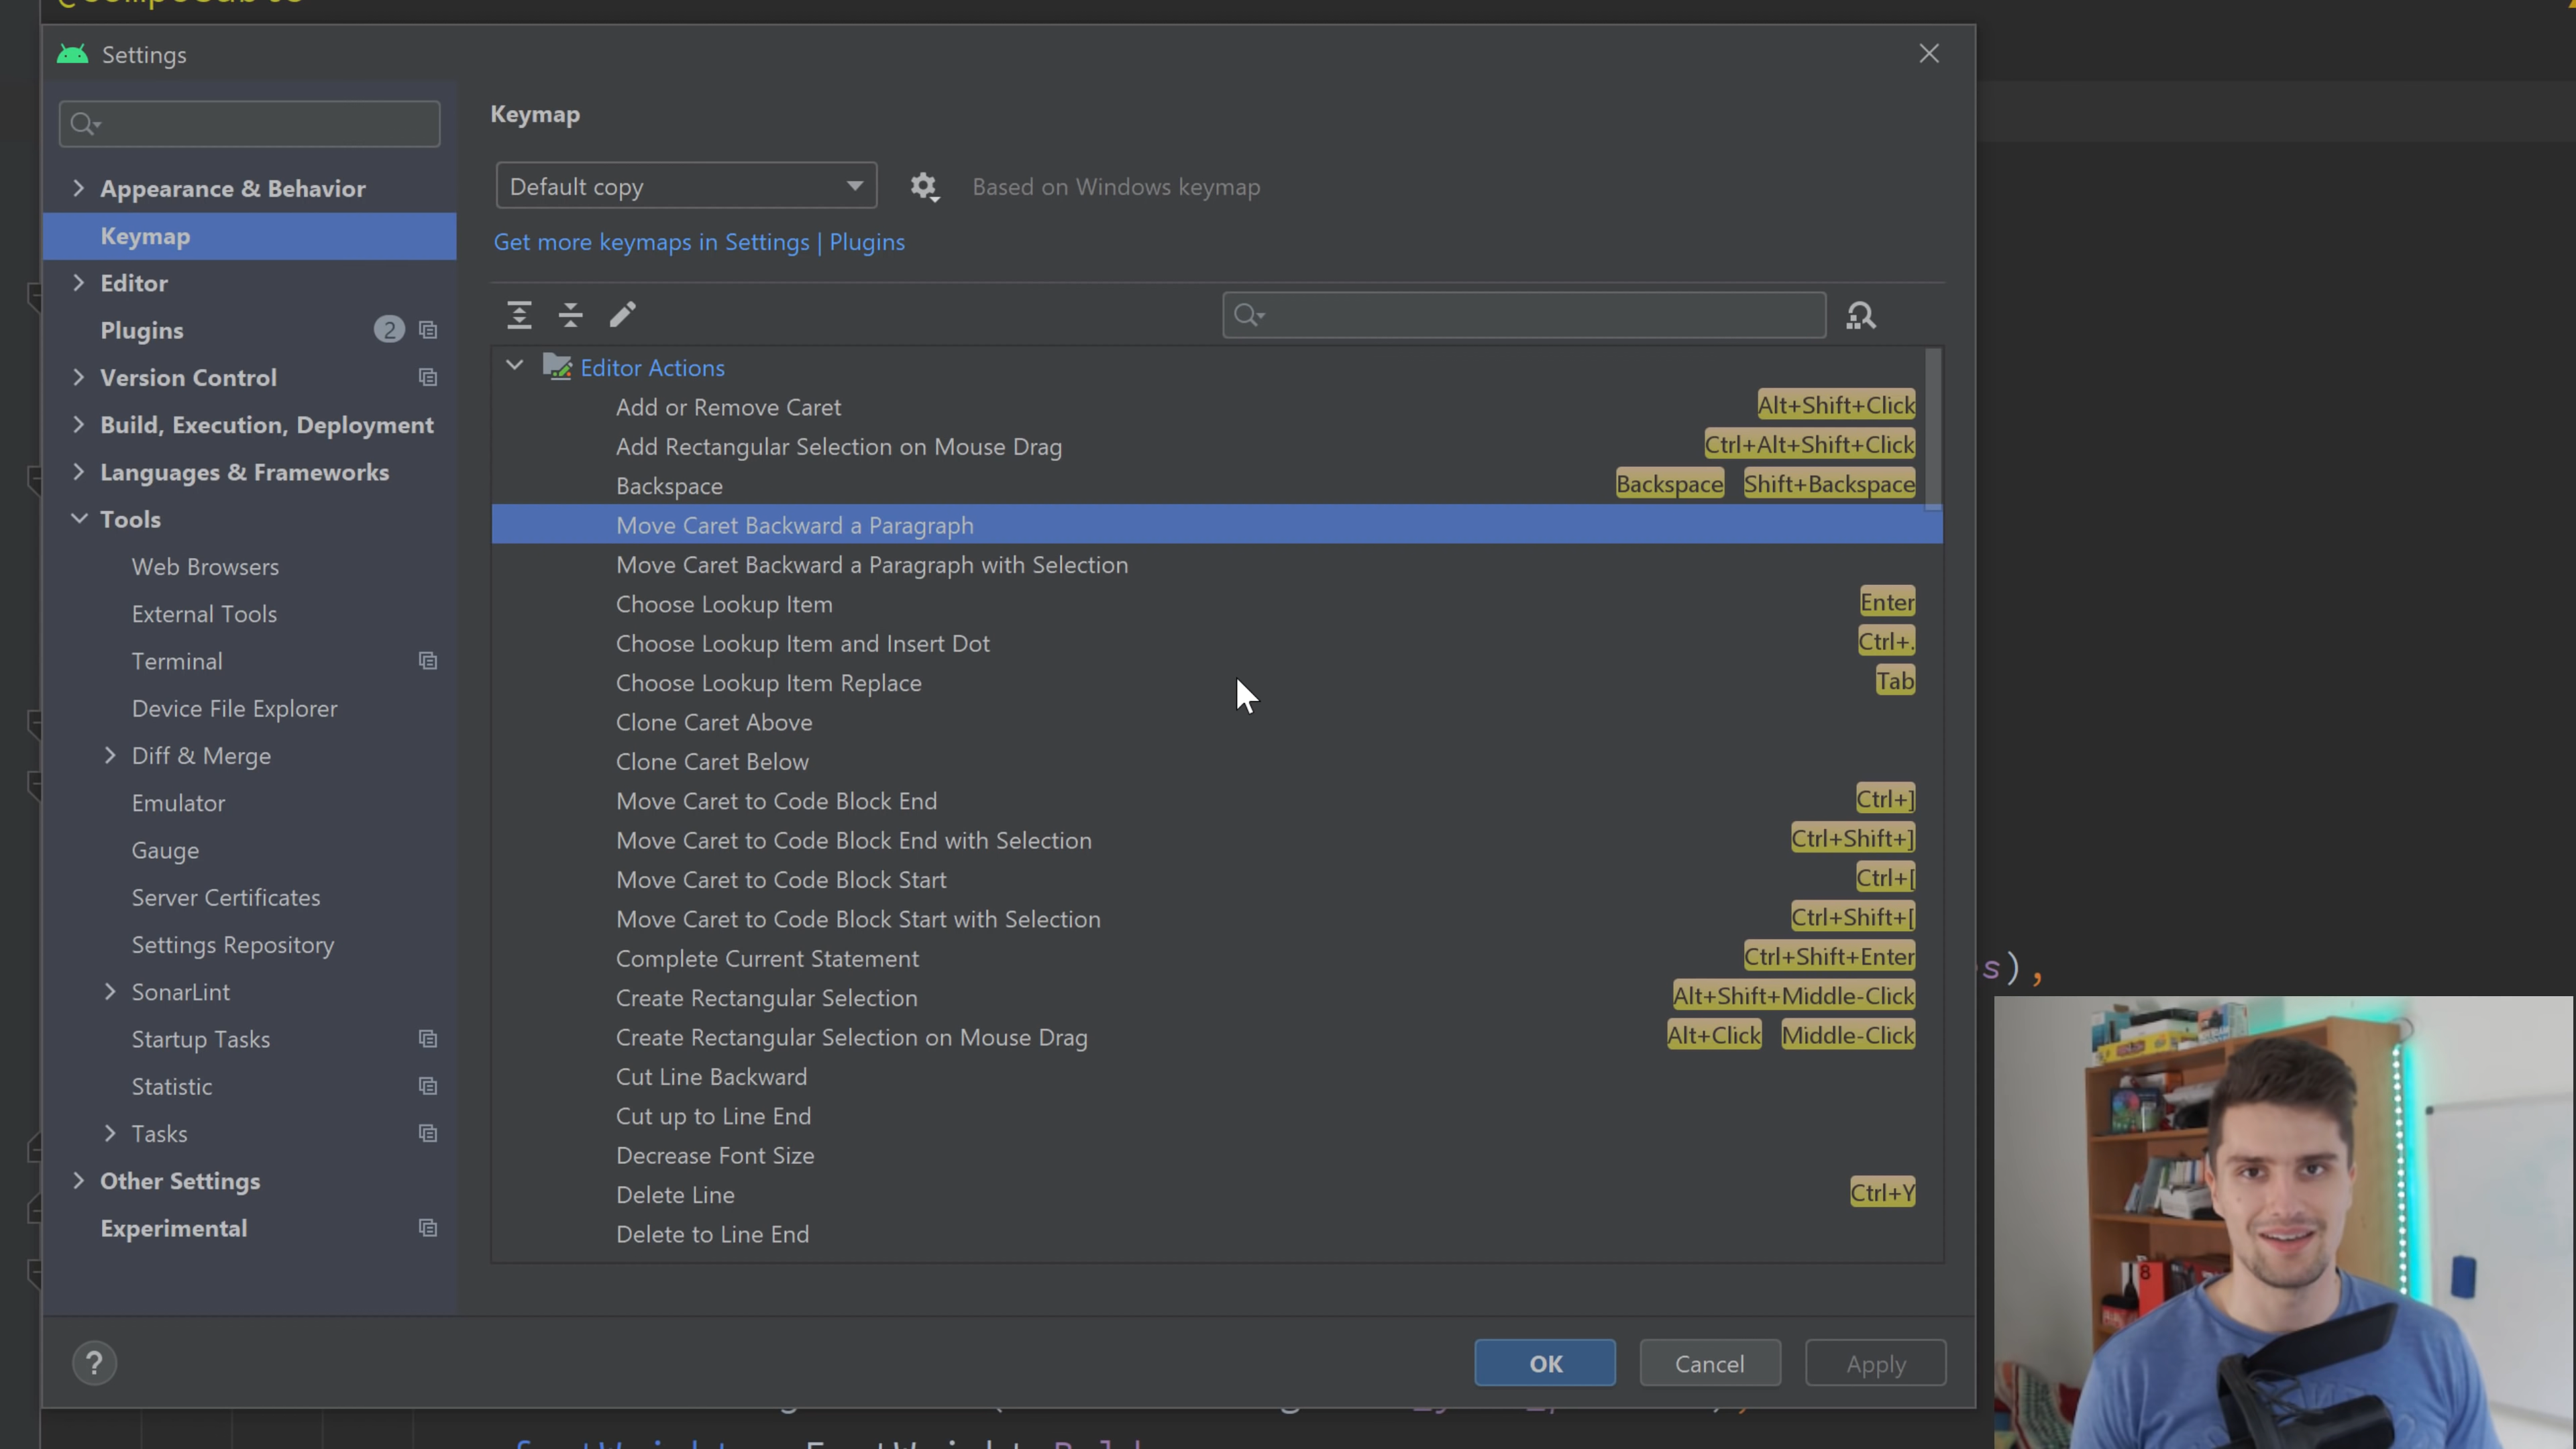 Settings
Appearance & Behavior
Keymap
Editor
Plugins 2
Version Control
Build, Execution, Deployment
Languages & Frameworks
Tools
Web Browsers
External Tools
Terminal
Device File Explorer
Diff & Merge
Emulator
Gauge
Server Certificates
Settings Repository
SonarLint
Startup Tasks
Statistic
Tasks
Other Settings
Experimental
?
Keymap
Default copy Based on Windows keymap
Get more keymaps in Settings | Plugins
Editor Actions
Add or Remove Caret Alt+Shift+Click
Add Rectangular Selection on Mouse Drag Ctrl+Alt+Shift+Click
Backspace Backspace Shift+Backspace
Move Caret Backward a Paragraph
Move Caret Backward a Paragraph with Selection
Choose Lookup Item Enter
Choose Lookup Item and Insert Dot Ctrl+.
Choose Lookup Item Replace Tab
Clone Caret Above
Clone Caret Below
Move Caret to Code Block End Ctrl+]
Move Caret to Code Block End with Selection Ctrl+Shift+]
Move Caret to Code Block Start Ctrl+[
Move Caret to Code Block Start with Selection Ctrl+Shift+[
Complete Current Statement Ctrl+Shift+Enter
Create Rectangular Selection Alt+Shift+Middle-Click
Create Rectangular Selection on Mouse Drag Alt+Click Middle-Click
Cut Line Backward
Cut up to Line End
Decrease Font Size
Delete Line Ctrl+Y
Delete to Line End
OK Cancel Apply
s),
8